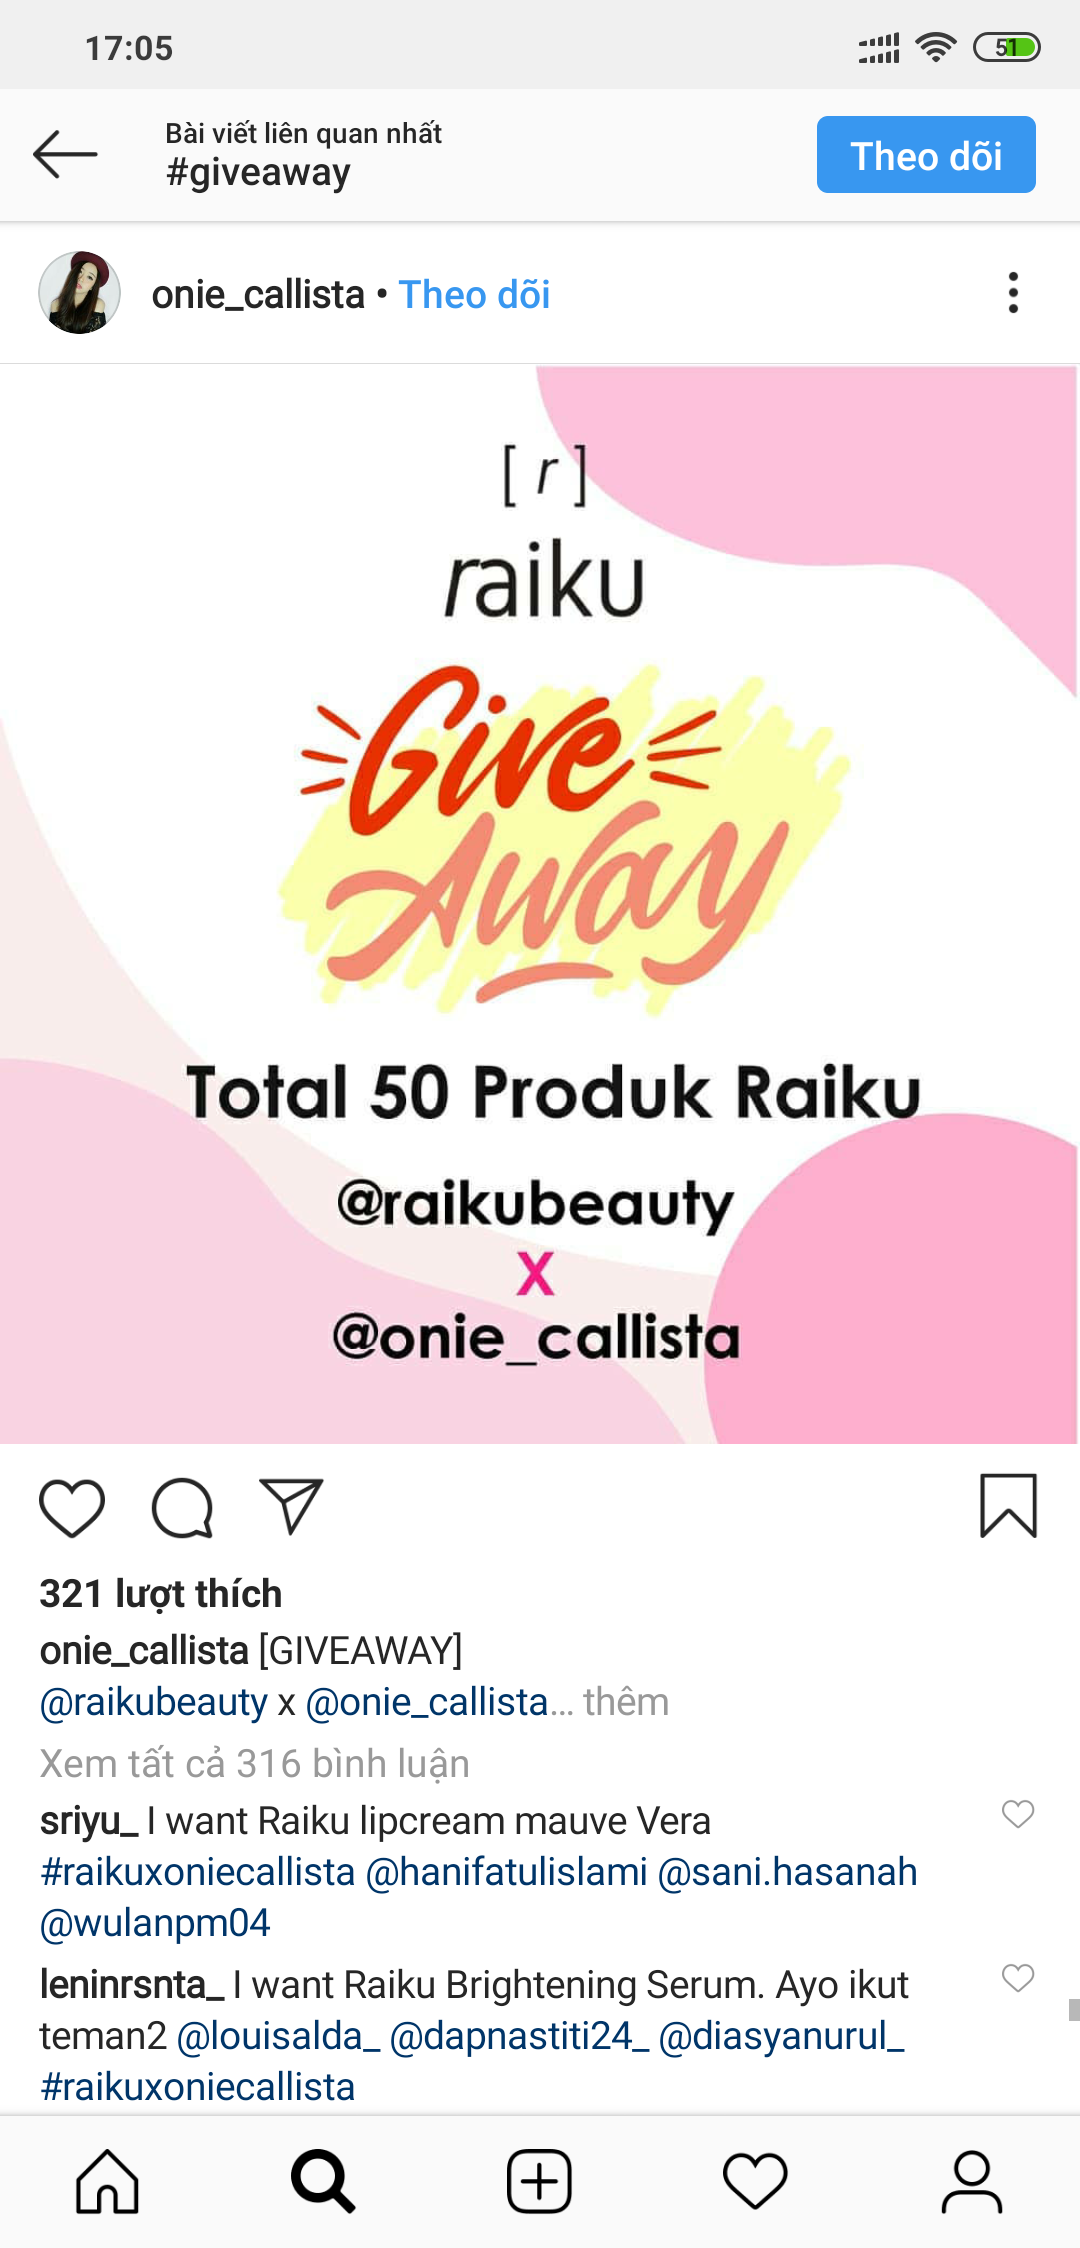 17:05
51
Bài viết liên quan nhất
#giveaway
Theo dõi
onie_callista • Theo dõi
[ r ]
raiku
Give
Away
Total 50 Produk Raiku
@raikubeauty
X
@onie_callista
321 lượt thích
onie_callista [GIVEAWAY]
@raikubeauty x @onie_callista... thêm
Xem tất cả 316 bình luận
sriyu_ I want Raiku lipcream mauve Vera
#raikuxoniecallista @hanifatulislami @sani.hasanah
@wulanpm04
leninrsnta_ I want Raiku Brightening Serum. Ayo ikut
teman2 @louisalda_ @dapnastiti24_ @diasyanurul_
#raikuxoniecallista